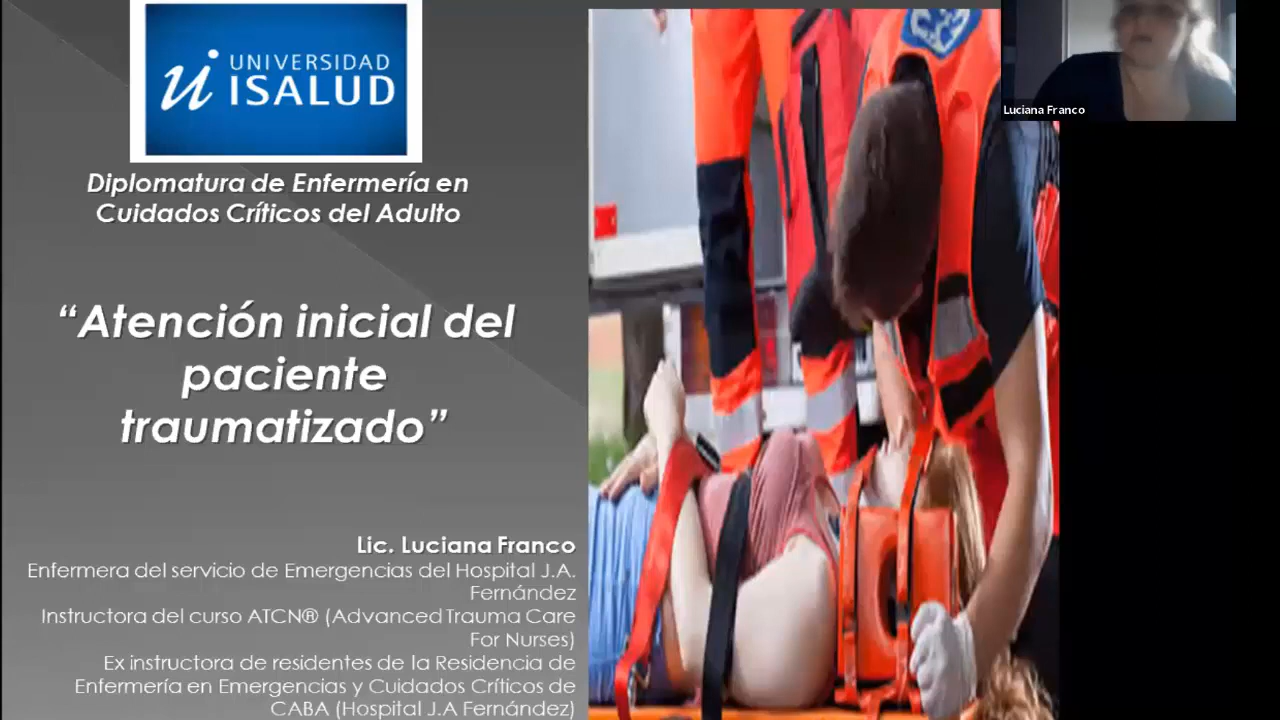 UNIVERSIDAD
ISALUD
Luciana Franco
Diplomatura de Enfermería en
Cuidados Críticos del Adulto
“Atención inicial del
paciente
traumatizado”
Lic. Luciana Franco
Enfermera del servicio de Emergencias del Hospital J.A.
Fernández
Instructora del curso ATCN® (Advanced Trauma Care
For Nurses)
Ex instructora de residentes de la Residencia de
Enfermería en Emergencias y Cuidados Críticos de
CABA (Hospital J.A Fernández)